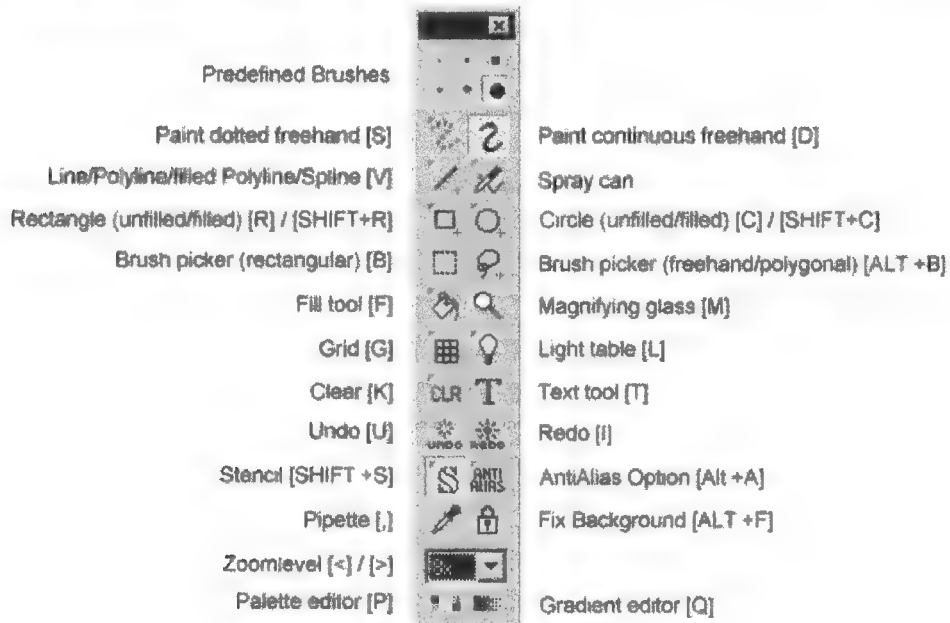 Predefined Brushes
Paint dotted freehand [S]
Paint continuous freehand [D]
Line/Polyline/filled Polyline/Spline [V]
Spray can
Rectangle (unfilled/filled) [R] / [SHIFT+R]
Circle (unfilled/filled) [C] / [SHIFT+C]
Brush picker (rectangular) [B]
Brush picker (freehand/polygonal) [ALT +B]
Fill tool [F]
Magnifying glass [M]
Grid [G]
Light table [L]
Clear [K]
CLR T
Text tool [T]
Undo [U]
UNDO REDO
Redo [I]
Stencil [SHIFT +S]
S ANTI ALIAS
AntiAlias Option [Alt +A]
Pipette [,]
Fix Background [ALT +F]
Zoomlevel [<] / [>]
8x
Palette editor [P]
Gradient editor [Q]